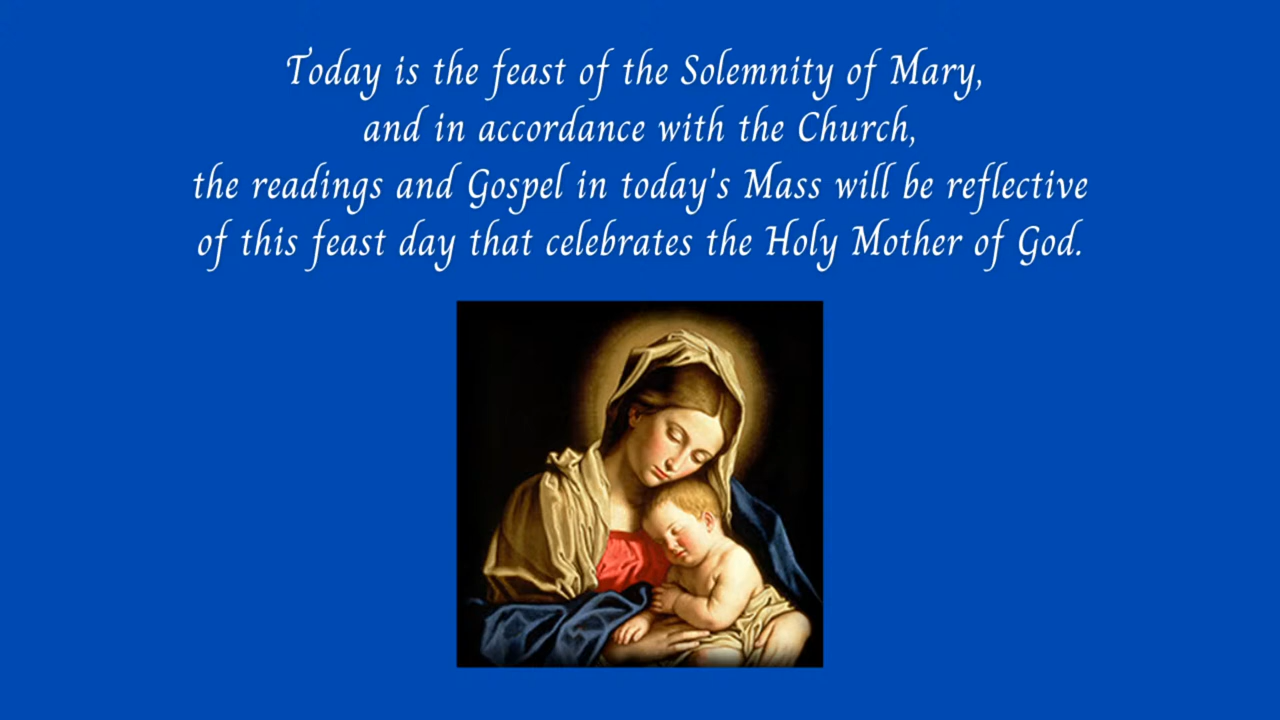 Today is the feast of the Solemnity of Mary,
and in accordance with the Church,
the readings and Gospel in today's Mass will be reflective
of this feast day that celebrates the Holy Mother of God.